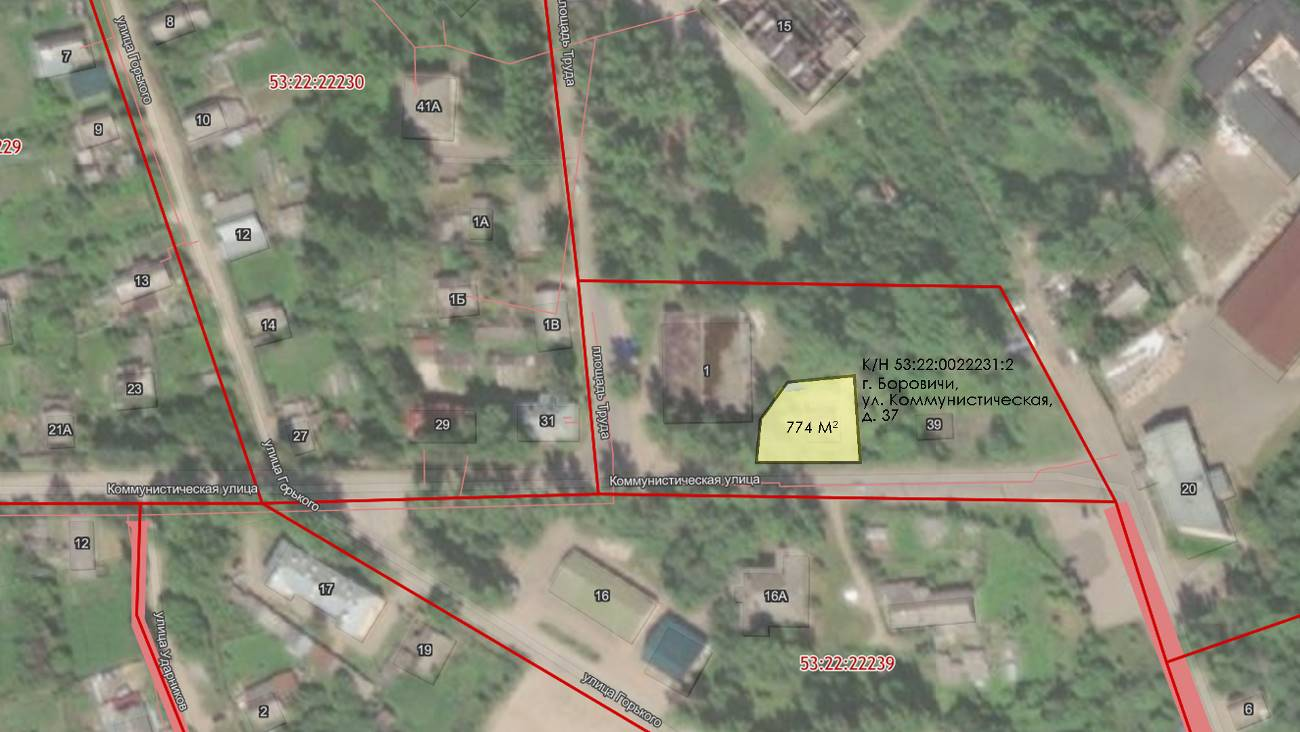 8
15
улица Горького
площадь Труда
7
53:22:22230
41А
10
9
229
1А
12
13
1Б
14
1В
К/Н 53:22:0022231:2
г. Боровичи,
ул. Коммунистическая,
д. 37
1
площадь Труда
23
774 М²
29
31
39
21А
27
улица Горького
Коммунистическая улица
Коммунистическая улица
20
12
17
16
16А
улица Ударников
19
53:22:22239
улица Горького
2
6